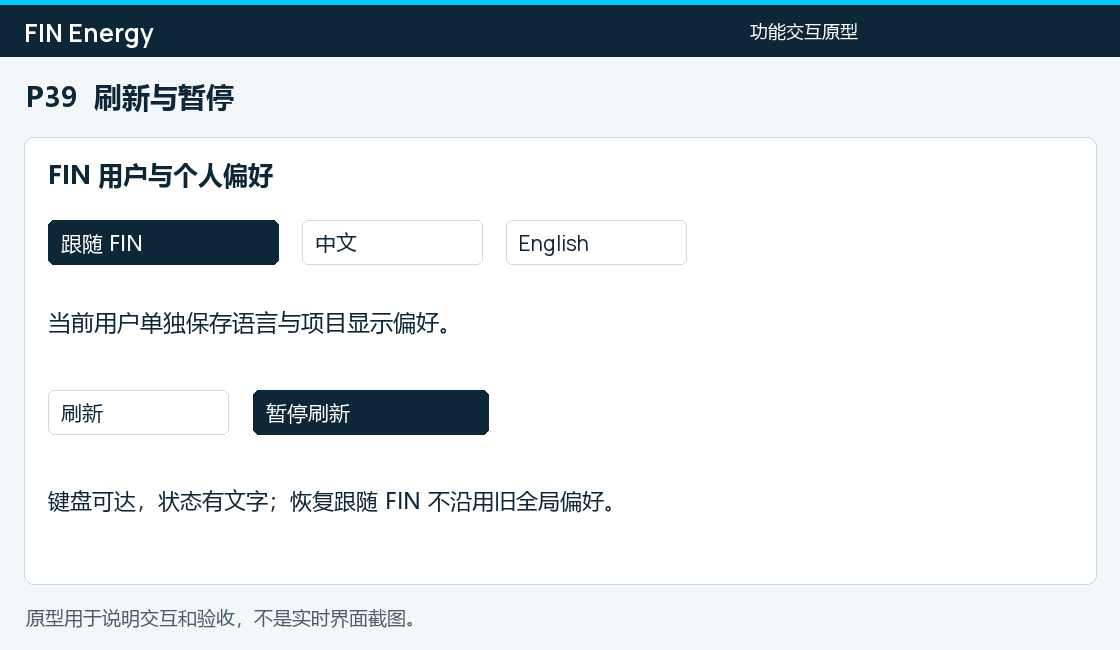 FIN Energy
功能交互原型
P39 刷新与暂停
FIN 用户与个人偏好
跟随 FIN
中文
English
当前用户单独保存语言与项目显示偏好。
刷新
暂停刷新
键盘可达，状态有文字；恢复跟随 FIN 不沿用旧全局偏好。
原型用于说明交互和验收，不是实时界面截图。